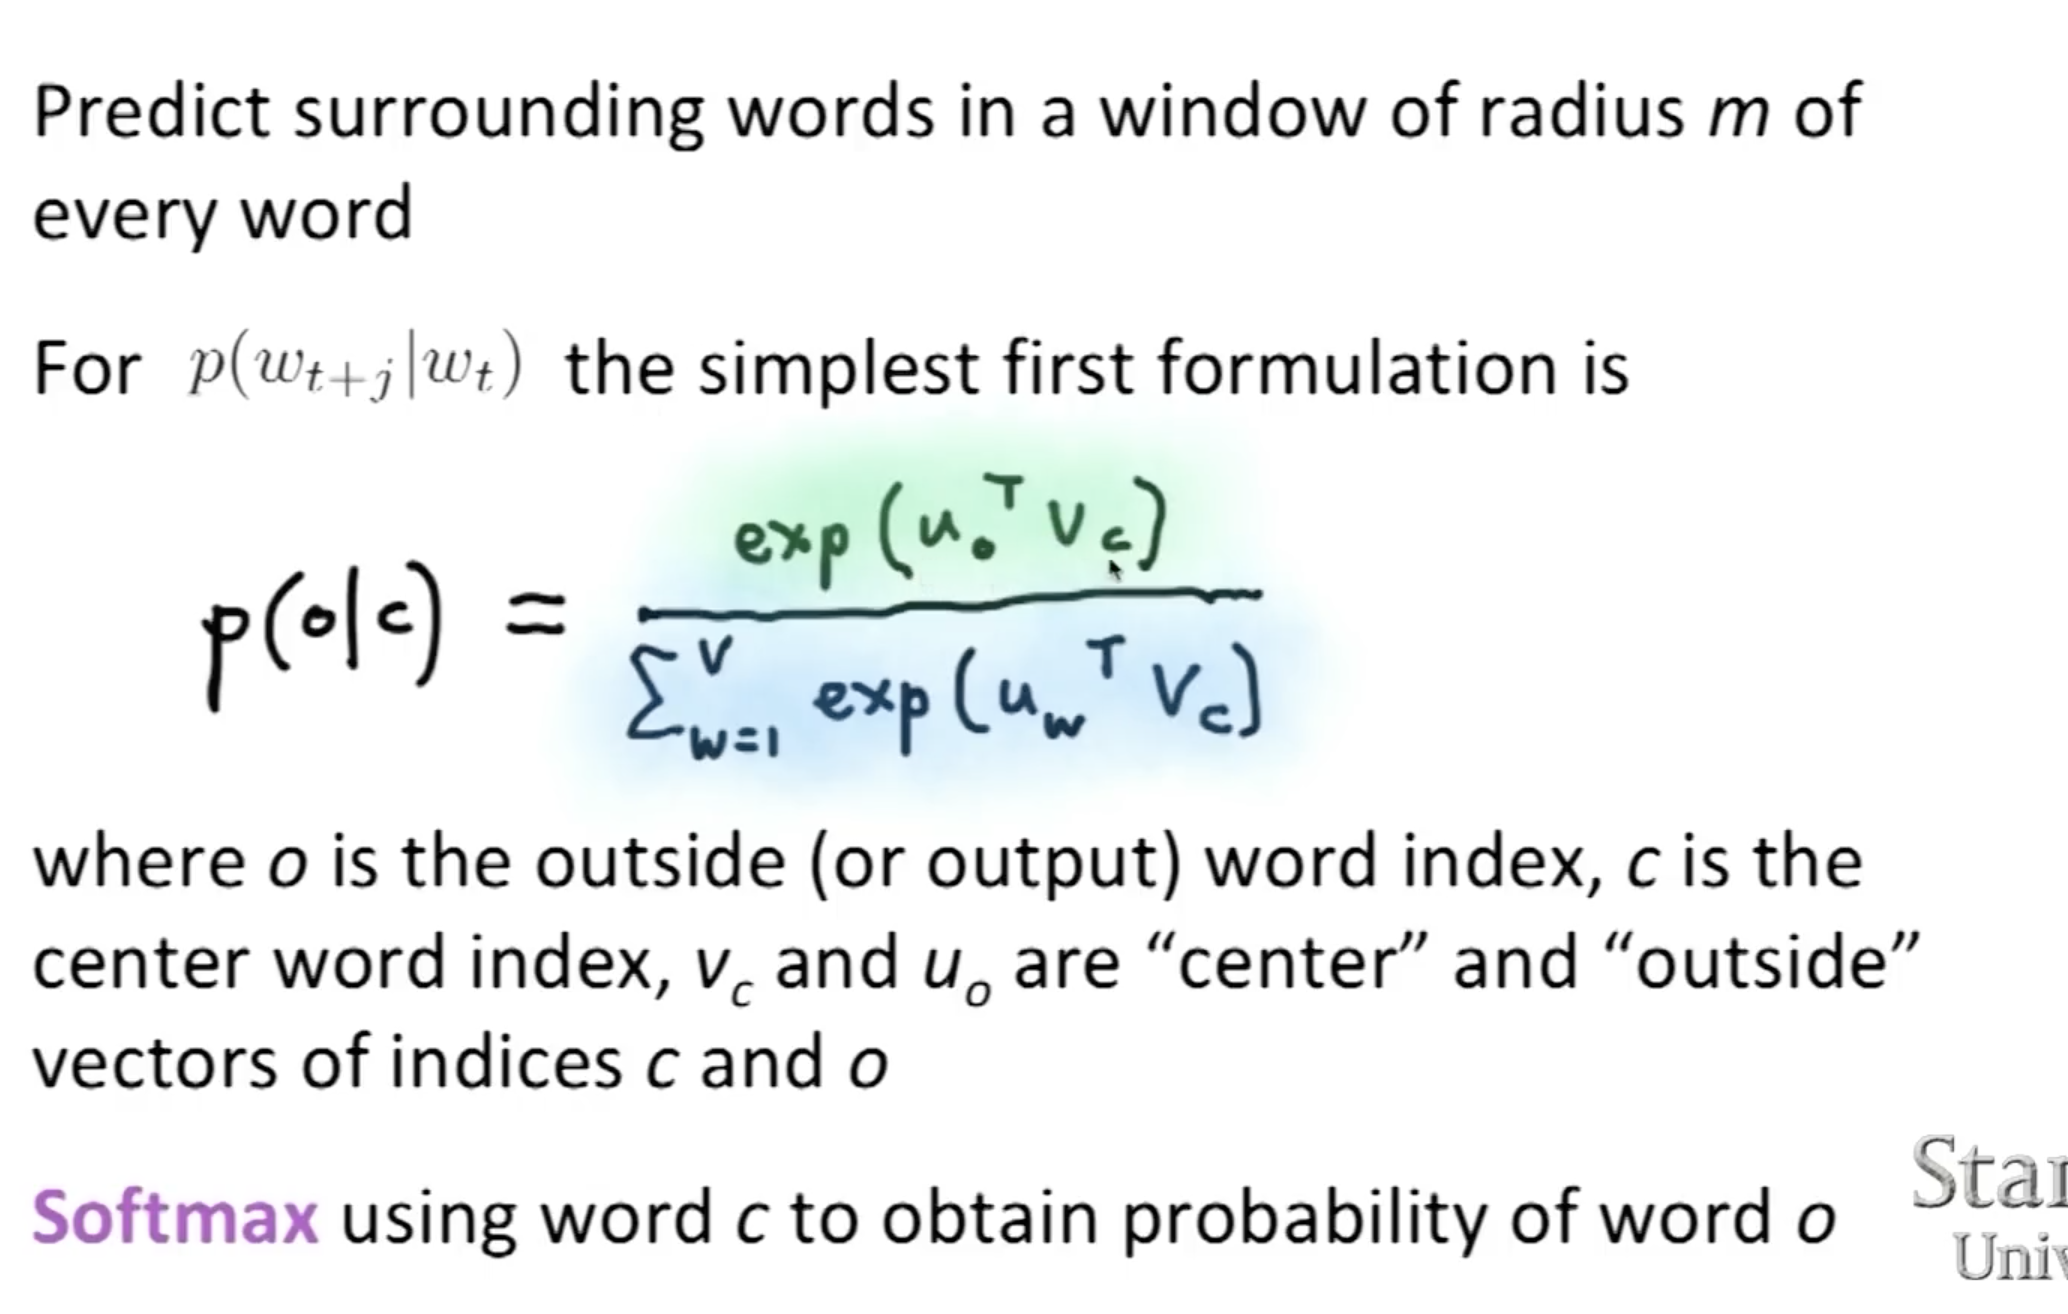 Predict surrounding words in a window of radius m of
every word
For p(w_{t+j}|w_t) the simplest first formulation is
p(o|c) = \frac{exp(u_o^T v_c)}{\sum_{w=1}^{V} exp(u_w^T v_c)}
where o is the outside (or output) word index, c is the
center word index, v_c and u_o are “center” and “outside”
vectors of indices c and o
Softmax using word c to obtain probability of word o